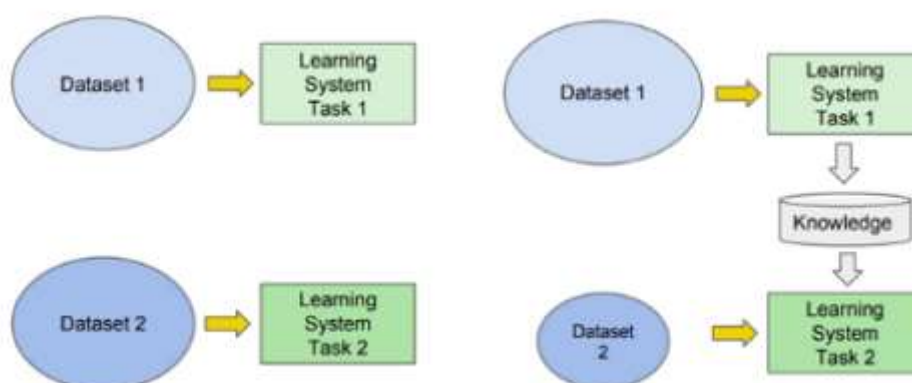 Dataset 1
Learning
System
Task 1
Dataset 2
Learning
System
Task 2
Dataset 1
Learning
System
Task 1
Knowledge
Dataset
2
Learning
System
Task 2